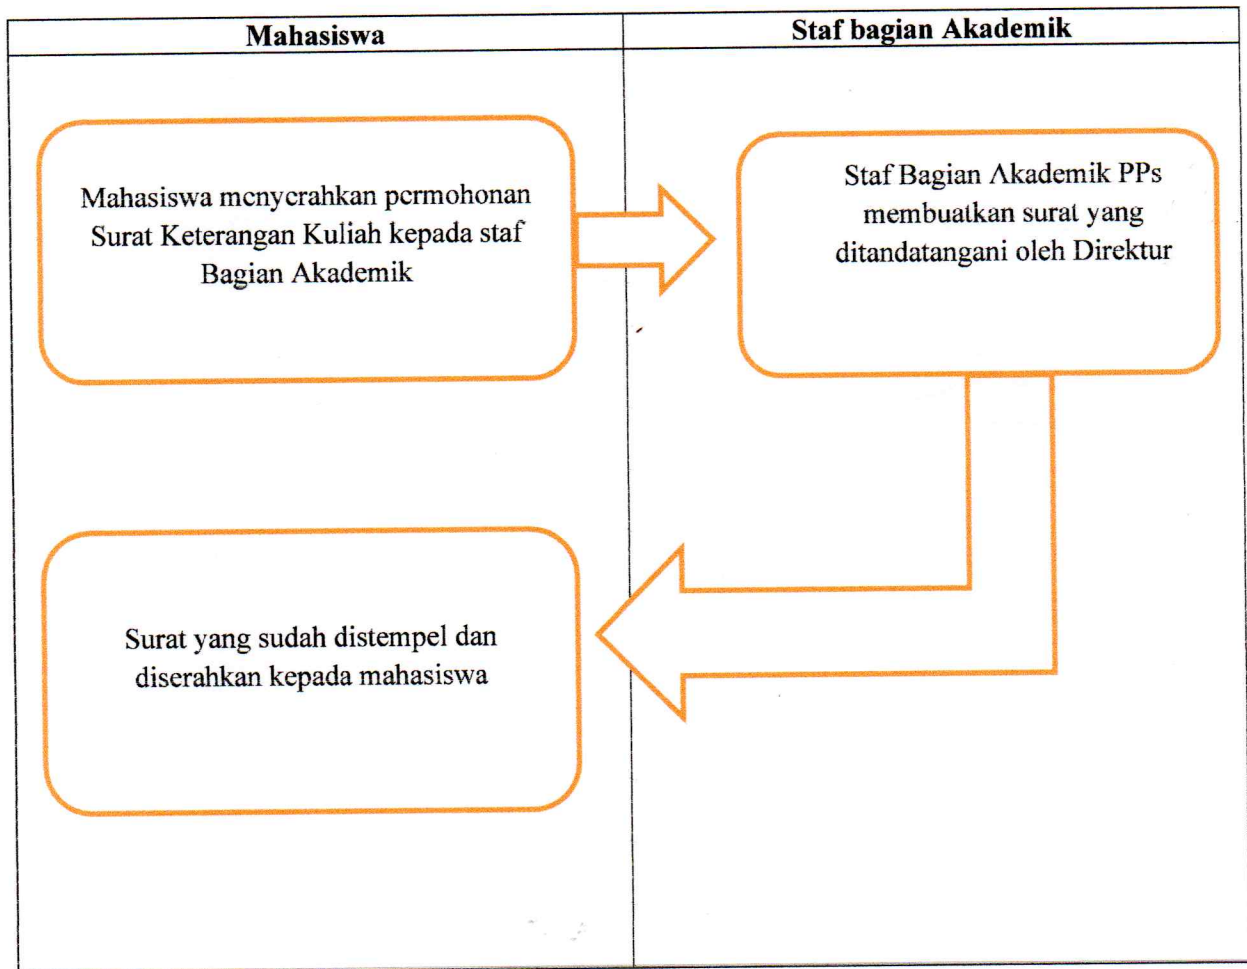 Mahasiswa
Staf bagian Akademik
Mahasiswa menyerahkan permohonan
Surat Keterangan Kuliah kepada staf
Bagian Akademik
Staf Bagian Akademik PPs
membuatkan surat yang
ditandatangani oleh Direktur
Surat yang sudah distempel dan
diserahkan kepada mahasiswa